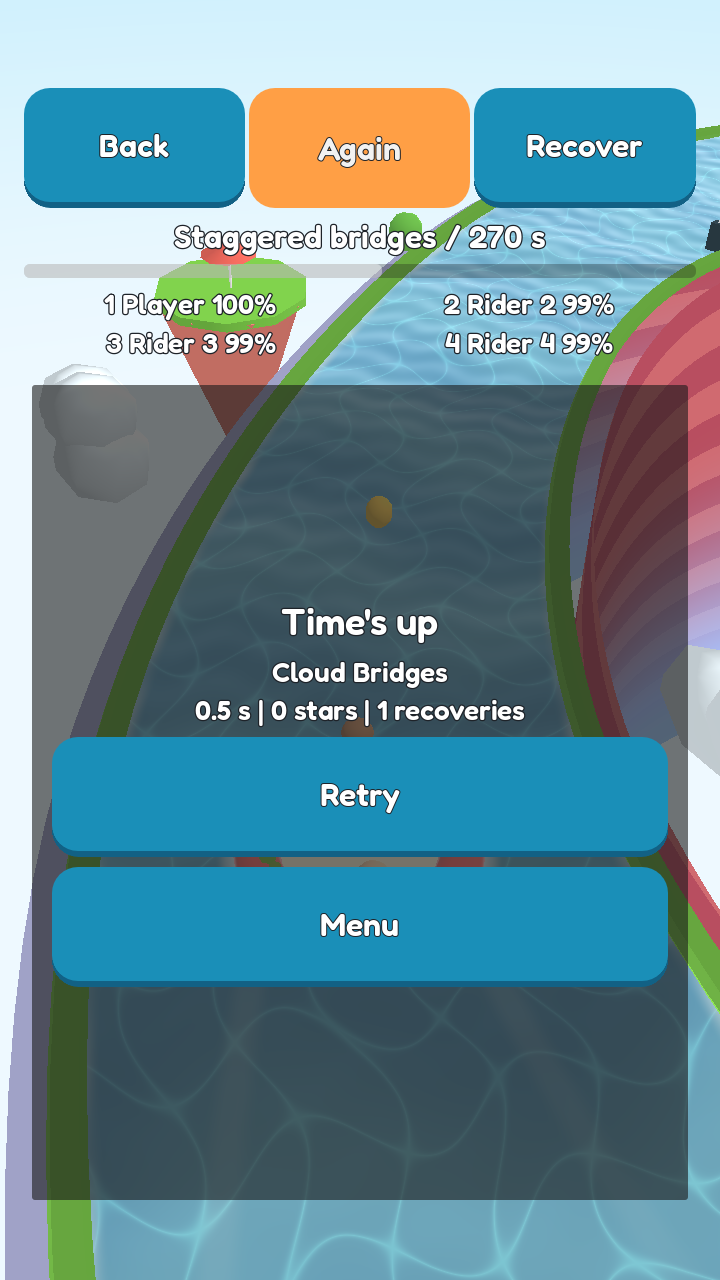 Back
Again
Recover
Staggered bridges / 270 s
1 Player 100%
2 Rider 2 99%
3 Rider 3 99%
4 Rider 4 99%
Time's up
Cloud Bridges
0.5 s | 0 stars | 1 recoveries
Retry
Menu